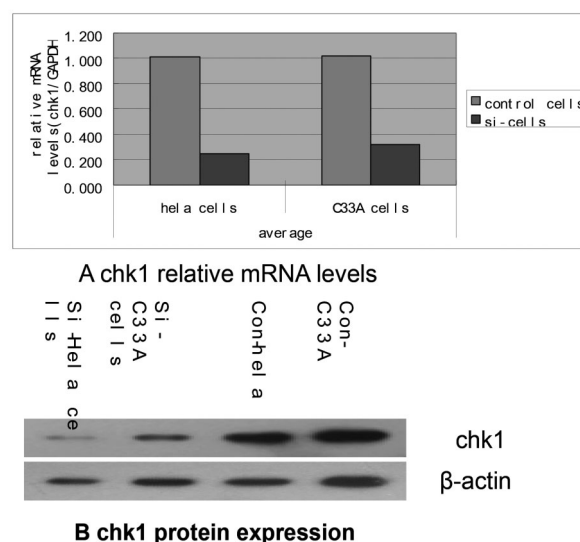 relative mRNA
levels(chk1/GAPDH
1.200
1.000
0.800
0.600
0.400
0.200
0.000
hela cells
C33A cells
average
control cells
si-cells
A chk1 relative mRNA levels
Si-Hela ce
lls
Si-
C33A
cells
Con-hela
Con-
C33A
chk1
β-actin
B chk1 protein expression